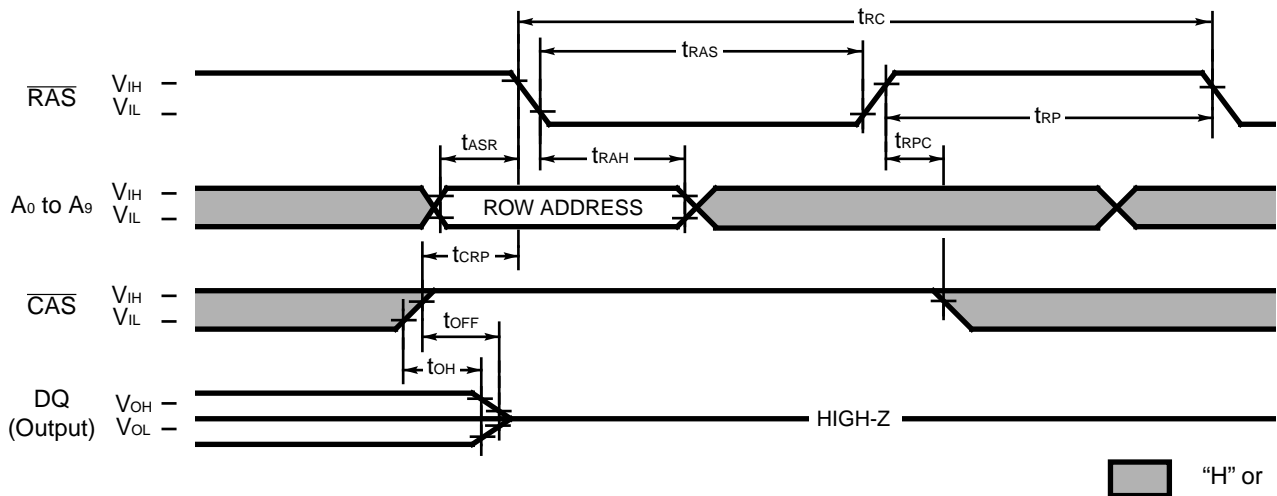 tRC
tRAS
RAS VIH –
VIL –
tRP
tASR
tRAH
tRPC
A0 to A9 VIH –
VIL –
ROW ADDRESS
tCRP
CAS VIH –
VIL –
tOFF
tOH
DQ
(Output)
VOH –
VOL –
HIGH-Z
“H” or